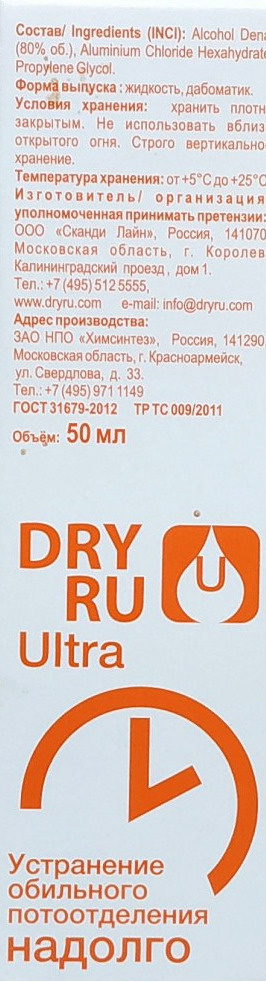 Состав/ Ingredients (INCI): Alcohol Dena
(80% об.), Aluminium Chloride Hexahydrate
Propylene Glycol.
Форма выпуска : жидкость, дабоматик.
Условия хранения: хранить плотн
закрытым. Не использовать вблиз
открытого огня. Строго вертикально
хранение.
Температура хранения: от +5°С до +25°С
Изготовитель/ организация
уполномоченная принимать претензии:
ООО «Сканди Лайн», Россия, 141070
Московская область, г. Королев
Калининградский проезд , дом 1.
Тел.: +7 (495) 512 5555,
www.dryru.com e-mail: info@dryru.com
Адрес производства:
ЗАО НПО «Химсинтез», Россия, 141290
Московская область, г. Красноармейск,
ул. Свердлова, д. 33.
Тел.: +7 (495) 971 1149
ГОСТ 31679-2012 ТР ТС 009/2011
Объём: 50 мл
DRY
RU
U
Ultra
Устранение
обильного
потоотделения
надолго